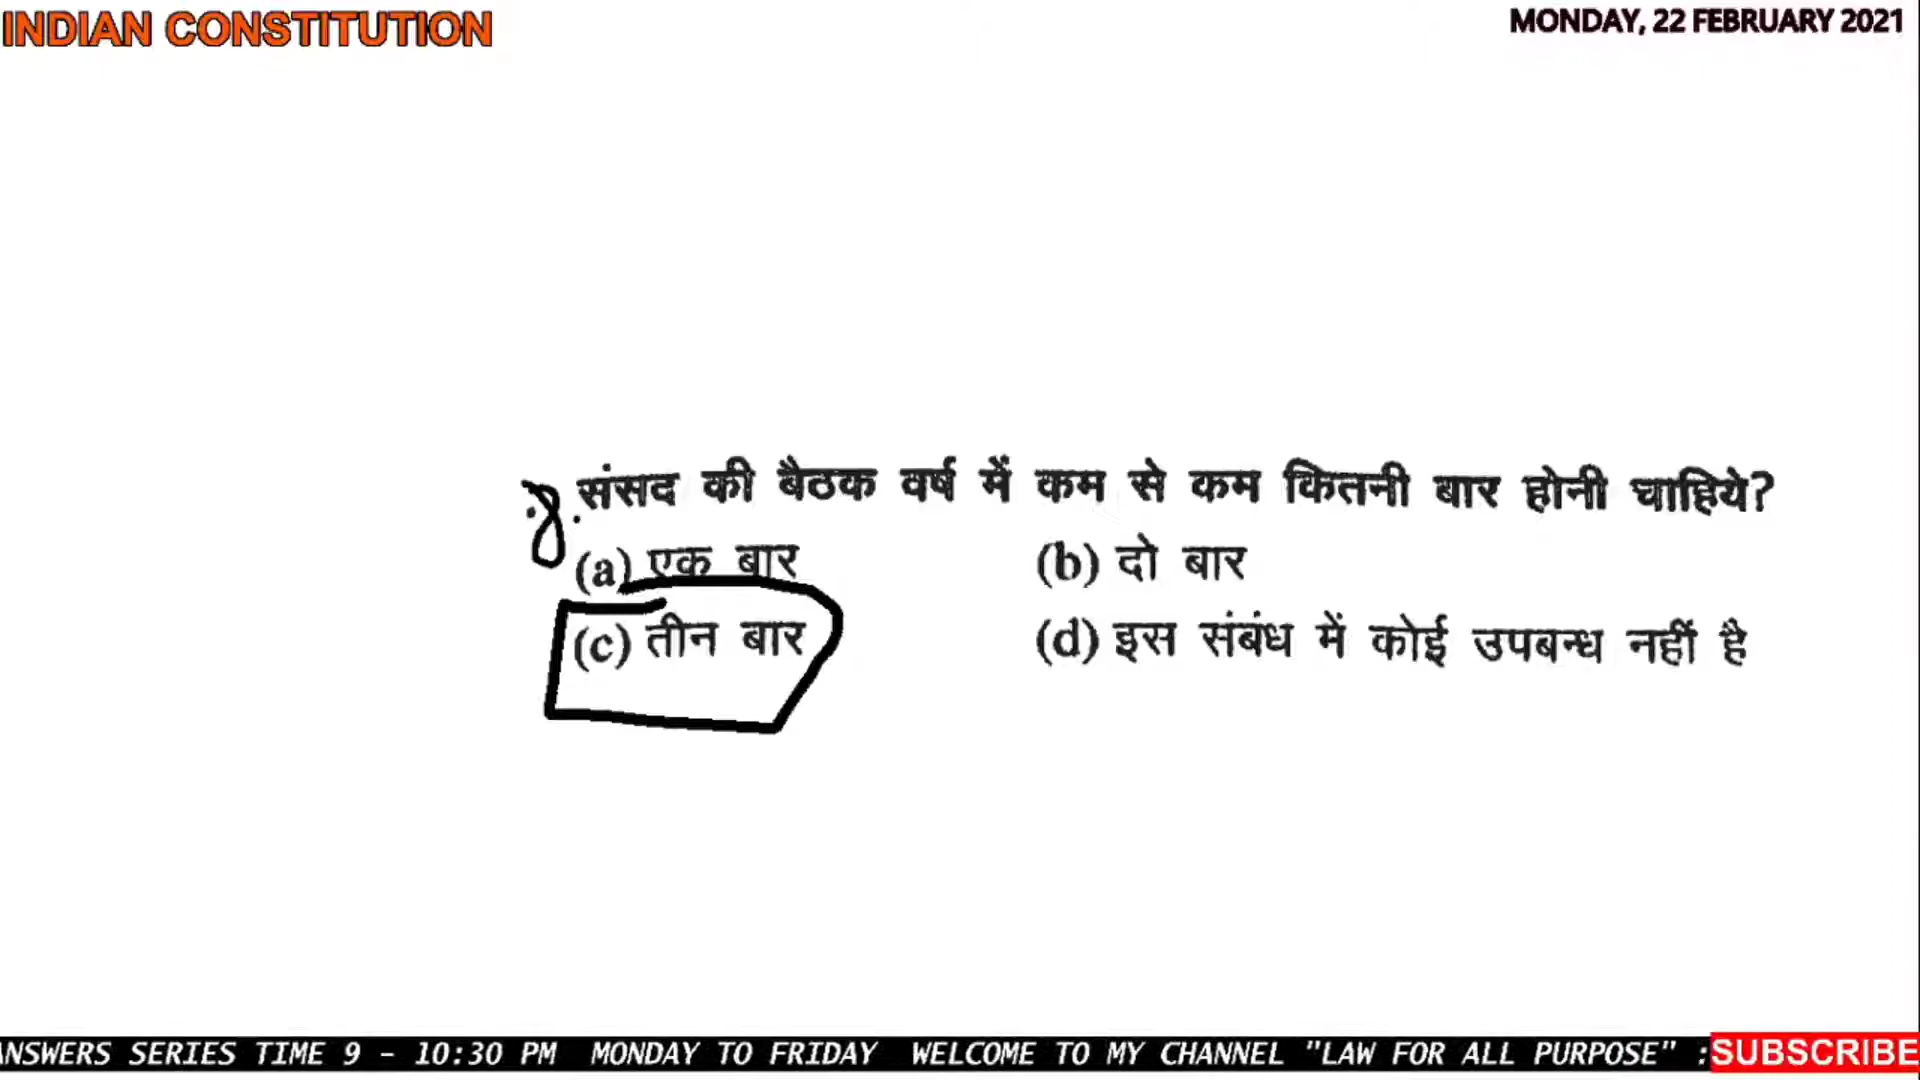 INDIAN CONSTITUTION
MONDAY, 22 FEBRUARY 2021
संसद की बैठक वर्ष में कम से कम कितनी बार होनी चाहिये?
(a) एक बार
(b) दो बार
(c) तीन बार
(d) इस संबंध में कोई उपबन्ध नहीं है
ANSWERS SERIES TIME 9 - 10:30 PM MONDAY TO FRIDAY WELCOME TO MY CHANNEL "LAW FOR ALL PURPOSE" :
SUBSCRIBE